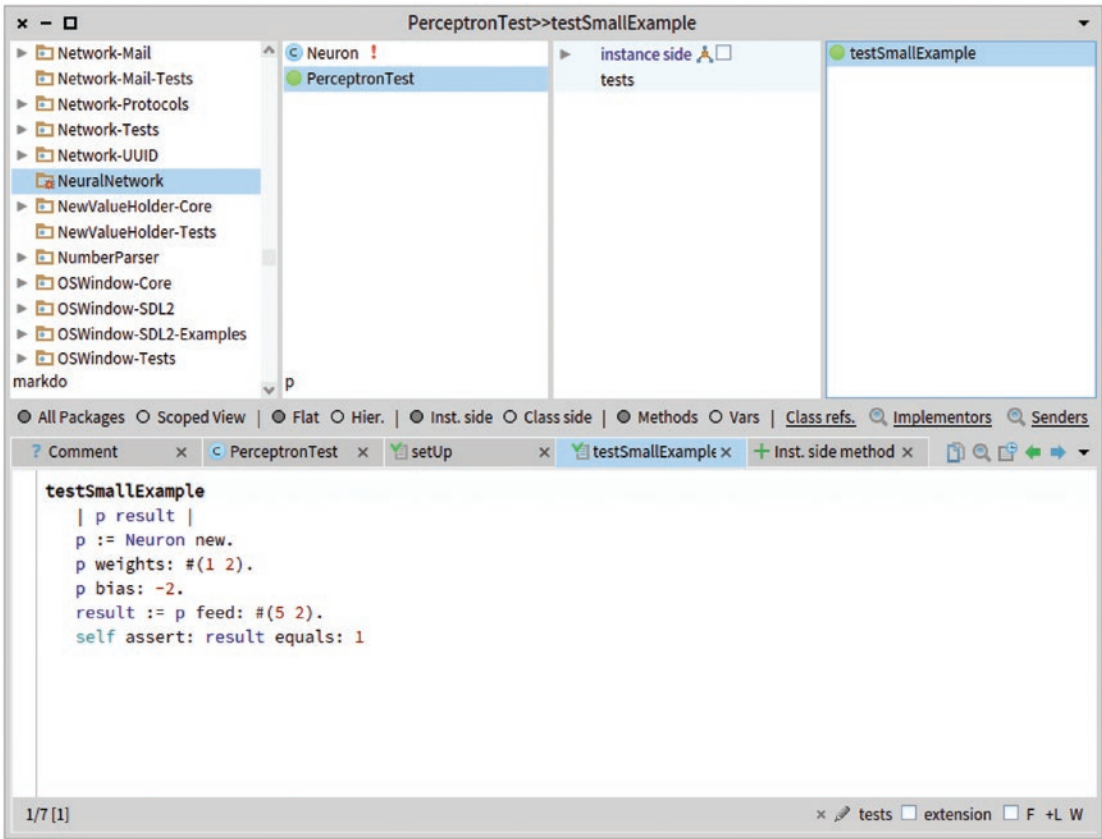 PerceptronTest>>testSmallExample
Network-Mail
Network-Mail-Tests
Network-Protocols
Network-Tests
Network-UUID
NeuralNetwork
NewValueHolder-Core
NewValueHolder-Tests
NumberParser
OSWindow-Core
OSWindow-SDL2
OSWindow-SDL2-Examples
OSWindow-Tests
markdo
Neuron !
PerceptronTest
p
instance side
tests
testSmallExample
All Packages Scoped View | Flat Hier. | Inst. side Class side | Methods Vars | Class refs. Implementors Senders
? Comment × C PerceptronTest × setUp × testSmallExample × + Inst. side method ×
testSmallExample
| p result |
p := Neuron new.
p weights: #(1 2).
p bias: -2.
result := p feed: #(5 2).
self assert: result equals: 1
1/7 [1] × tests extension F +L W